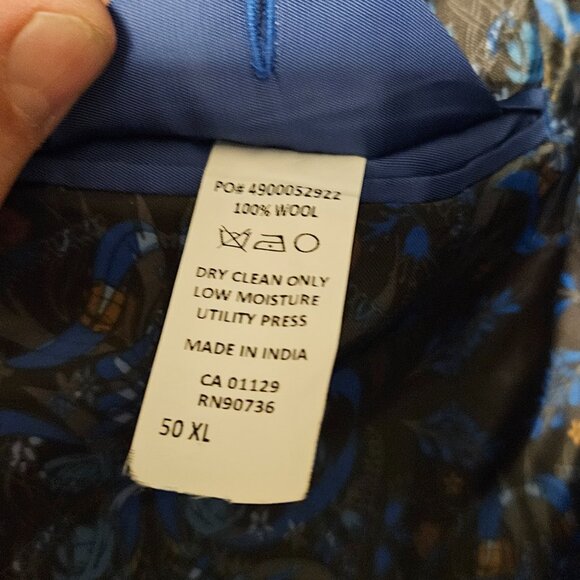 PO# 4900052922
100% WOOL
DRY CLEAN ONLY
LOW MOISTURE
UTILITY PRESS
MADE IN INDIA
CA 01129
RN90736
50 XL